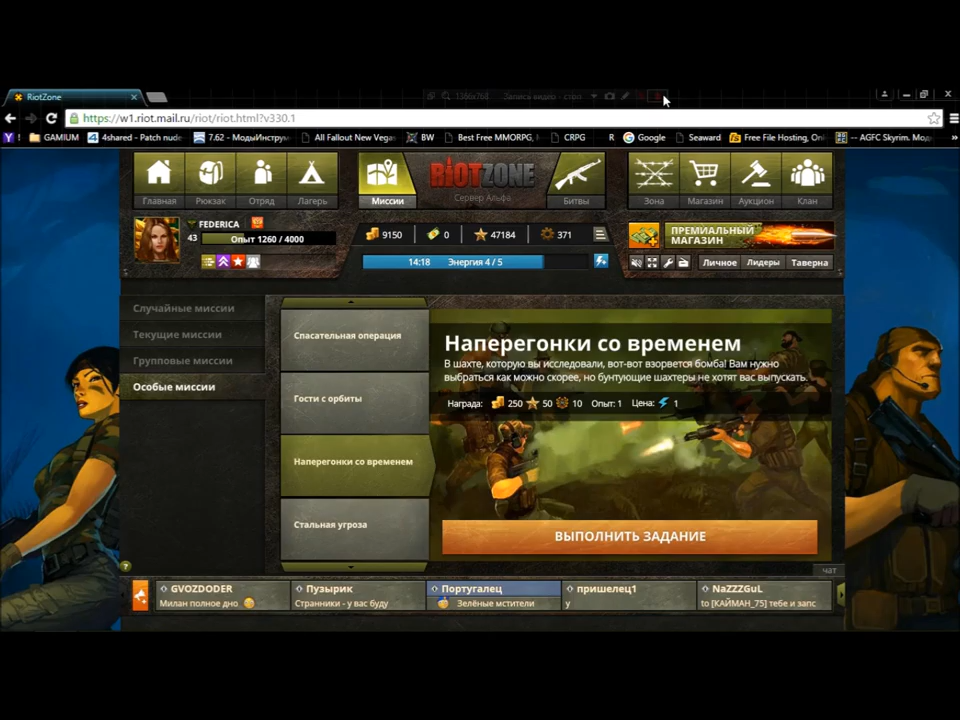 RiotZone
1366x768
Запись видео - стро
https://w1.riot.mail.ru/riot/riot.html?v330.1
GAMIUM
4shared - Patch nude
7.62 - МодыИнструм
All Fallout New Vega
BW
Best Free MMORPG,
CRPG
R
Google
Seaward
Free File Hosting, Onl
-- AGFC Skyrim. Мод
Главная
Рюкзак
Отряд
Лагерь
Миссии
RIOTZONE
Сервер Альфа
Битвы
Зона
Магазин
Аукцион
Клан
FEDERICA
43
Опыт 1260 / 4000
9150
0
47184
371
ПРЕМИАЛЬНЫЙ
МАГАЗИН
14:18 Энергия 4 / 5
Личное
Лидеры
Таверна
Случайные миссии
Текущие миссии
Групповые миссии
Особые миссии
Спасательная операция
Гости с орбиты
Наперегонки со временем
Стальная угроза
Наперегонки со временем
В шахте, которую вы исследовали, вот-вот взорвется бомба! Вам нужно
выбраться как можно скорее, но бунтующие шахтеры не хотят вас выпускать.
Награда: 250 50 10 Опыт: 1 Цена: 1
ВЫПОЛНИТЬ ЗАДАНИЕ
?
чат
GVOZDODER
Милан полное дно
Пузырик
Странники - у вас буду
Португалец
Зелёные мстители
пришелец1
у
NaZZZGuL
to [КАЙМАН_75] тебе и запс